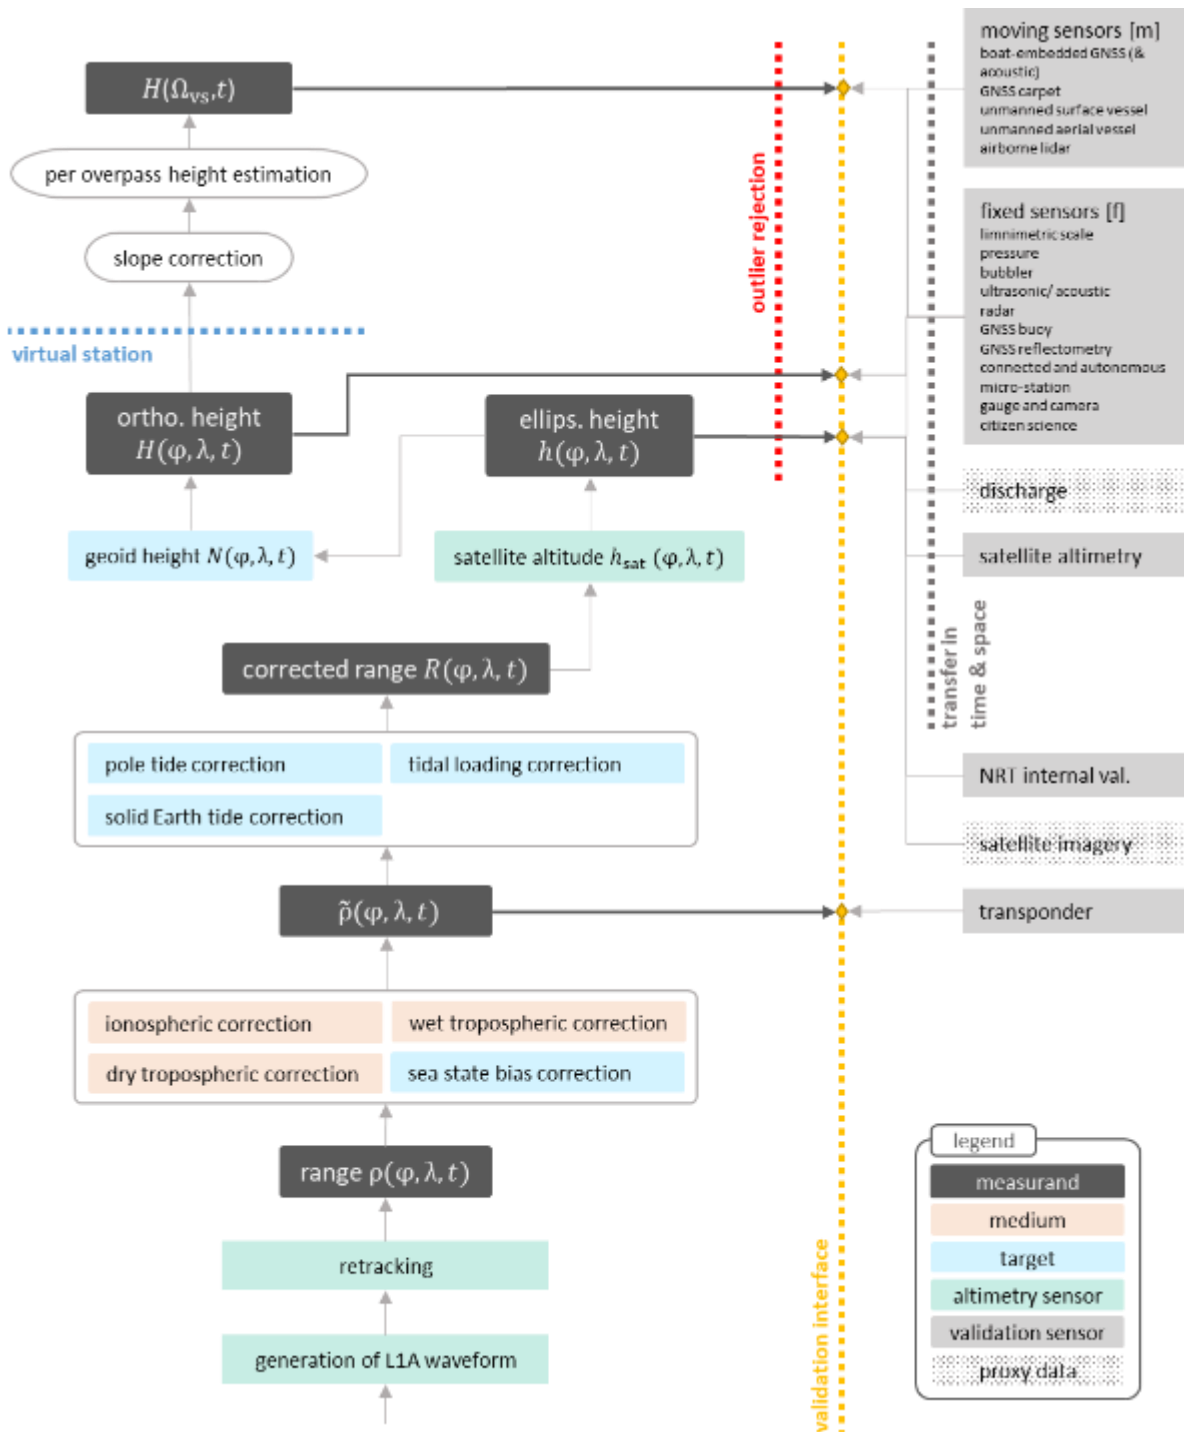 H(Ω_vs,t)
per overpass height estimation
slope correction
virtual station
ortho. height
H(φ, λ, t)
ellips. height
h(φ, λ, t)
geoid height N(φ, λ, t)
satellite altitude h_sat (φ, λ, t)
corrected range R(φ, λ, t)
pole tide correction
tidal loading correction
solid Earth tide correction
ρ̃(φ, λ, t)
ionospheric correction
wet tropospheric correction
dry tropospheric correction
sea state bias correction
range ρ(φ, λ, t)
retracking
generation of L1A waveform
outlier rejection
validation interface
transfer in
time & space
moving sensors [m]
boat-embedded GNSS (&
acoustic)
GNSS carpet
unmanned surface vessel
unmanned aerial vessel
airborne lidar
fixed sensors [f]
limnimetric scale
pressure
bubbler
ultrasonic/ acoustic
radar
GNSS buoy
GNSS reflectometry
connected and autonomous
micro-station
gauge and camera
citizen science
discharge
satellite altimetry
NRT internal val.
satellite imagery
transponder
legend
measurand
medium
target
altimetry sensor
validation sensor
proxy data